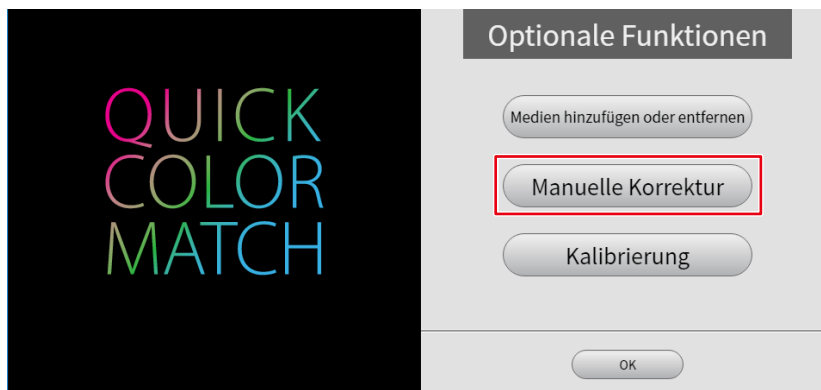 QUICK
COLOR
MATCH
Optionale Funktionen
Medien hinzufügen oder entfernen
Manuelle Korrektur
Kalibrierung
OK